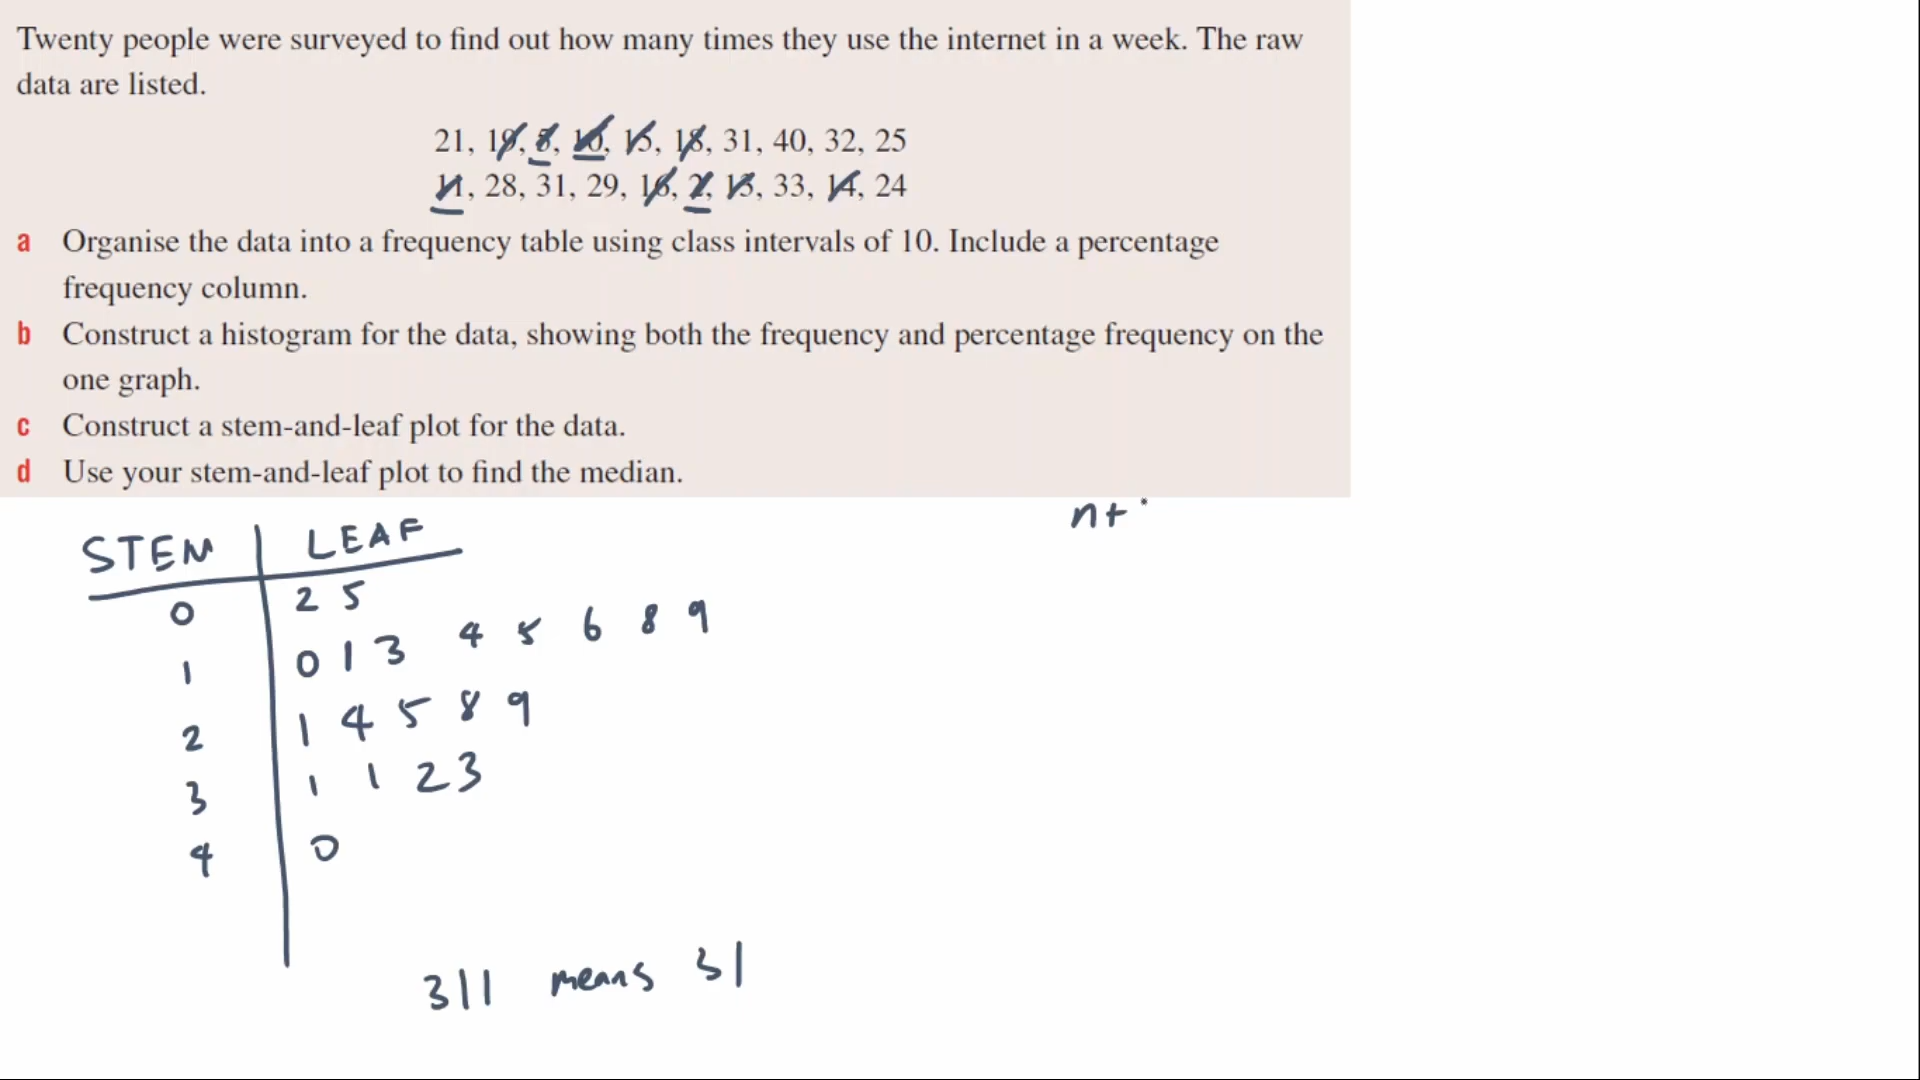 Twenty people were surveyed to find out how many times they use the internet in a week. The raw
data are listed.
21, 19, 5, 10, 15, 18, 31, 40, 32, 25
11, 28, 31, 29, 16, 2, 13, 33, 14, 24
a Organise the data into a frequency table using class intervals of 10. Include a percentage
frequency column.
b Construct a histogram for the data, showing both the frequency and percentage frequency on the
one graph.
c Construct a stem-and-leaf plot for the data.
d Use your stem-and-leaf plot to find the median.
n+
STEM | LEAF
0 | 2 5
1 | 0 1 3 4 5 6 8 9
2 | 1 4 5 8 9
3 | 1 1 2 3
4 | 0
3|1 means 31